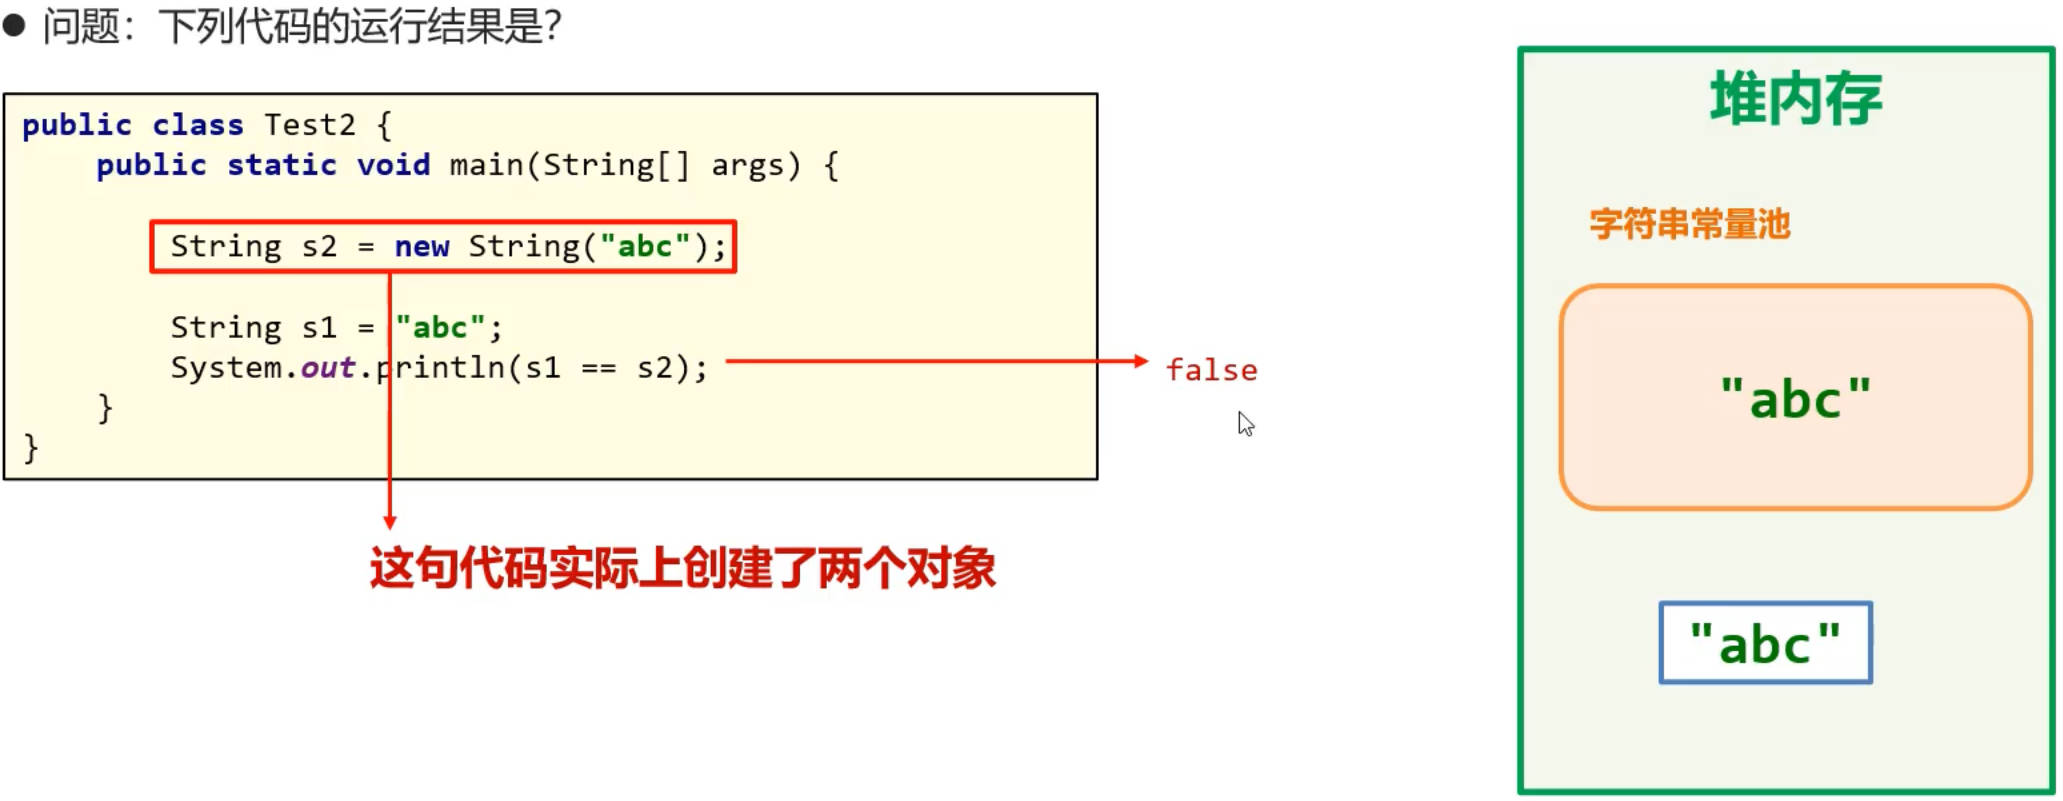 ● 问题：下列代码的运行结果是？
public class Test2 {
    public static void main(String[] args) {
        String s2 = new String("abc");
        String s1 = "abc";
        System.out.println(s1 == s2);
    }
}
false
这句代码实际上创建了两个对象
堆内存
字符串常量池
"abc"
"abc"